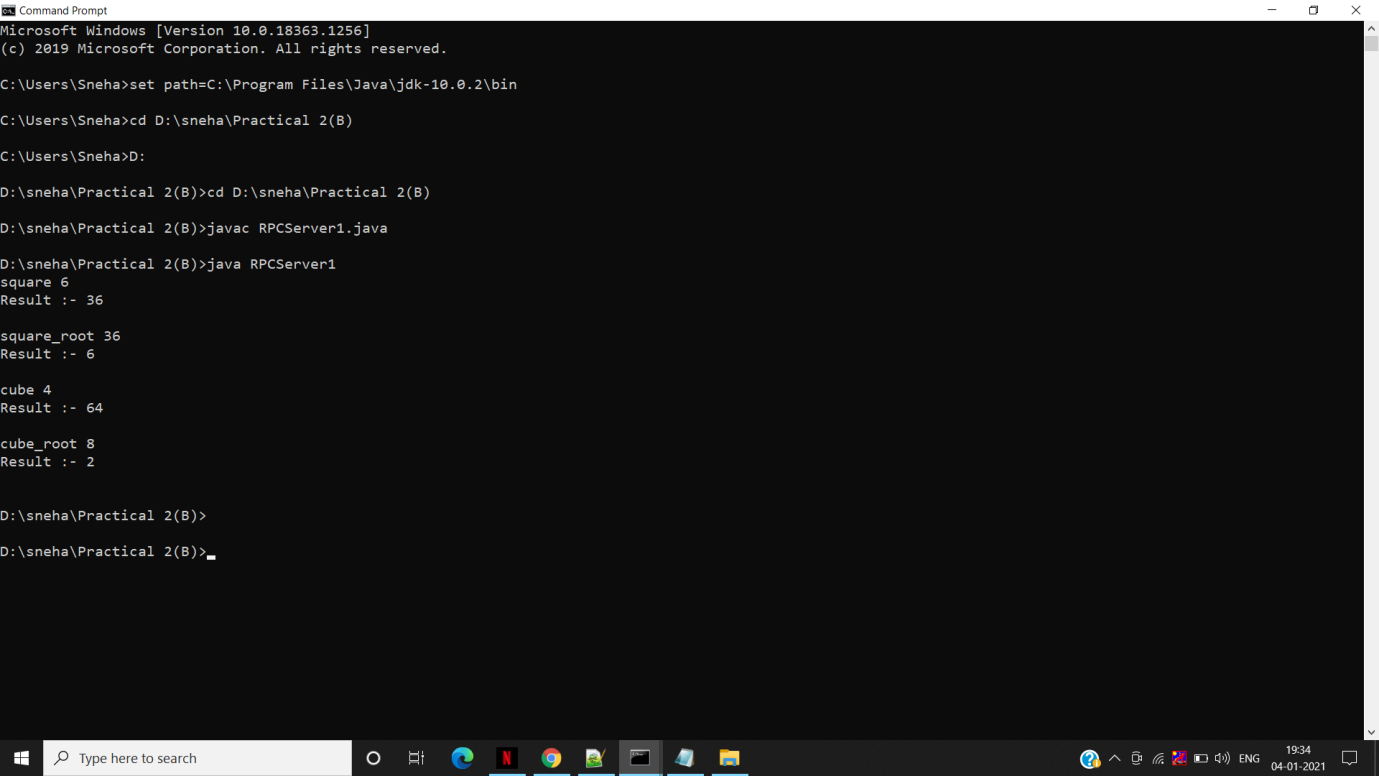 Command Prompt
Microsoft Windows [Version 10.0.18363.1256]
(c) 2019 Microsoft Corporation. All rights reserved.
C:\Users\Sneha>set path=C:\Program Files\Java\jdk-10.0.2\bin
C:\Users\Sneha>cd D:\sneha\Practical 2(B)
C:\Users\Sneha>D:
D:\sneha\Practical 2(B)>cd D:\sneha\Practical 2(B)
D:\sneha\Practical 2(B)>javac RPCServer1.java
D:\sneha\Practical 2(B)>java RPCServer1
square 6
Result :- 36
square_root 36
Result :- 6
cube 4
Result :- 64
cube_root 8
Result :- 2
D:\sneha\Practical 2(B)>
D:\sneha\Practical 2(B)>
Type here to search
N
ENG
19:34
04-01-2021